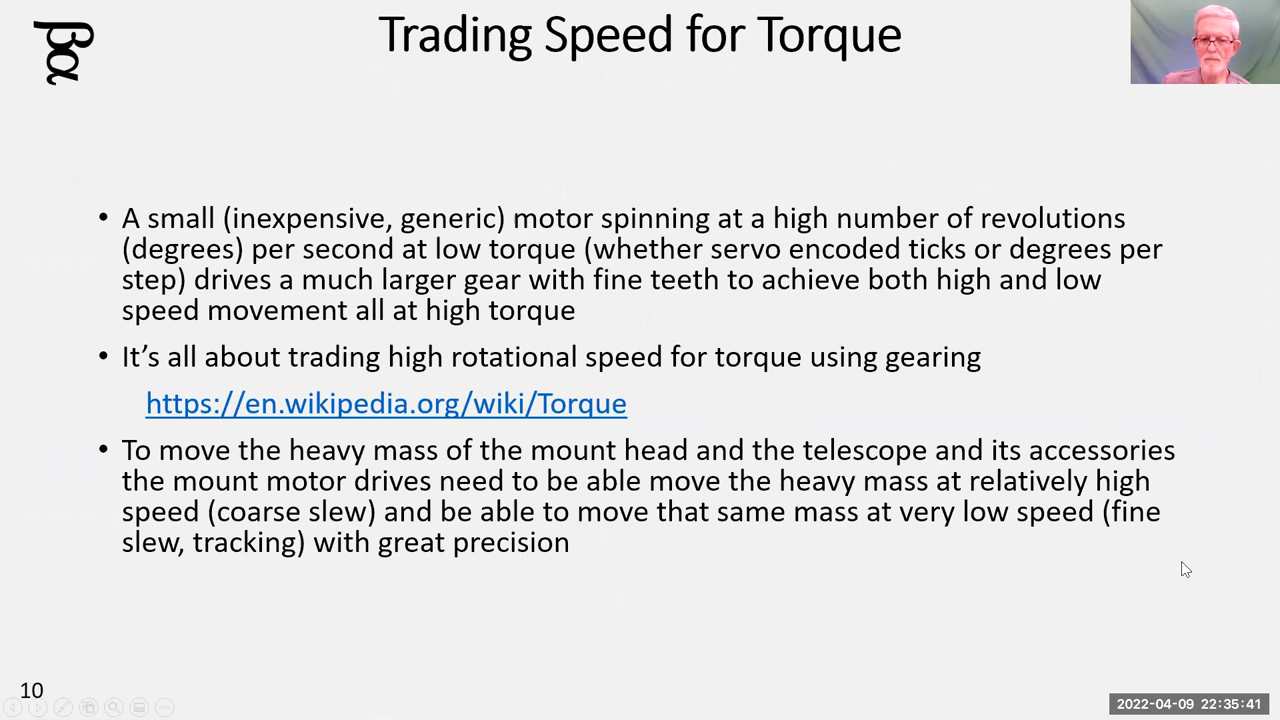 βα
Trading Speed for Torque
• A small (inexpensive, generic) motor spinning at a high number of revolutions
(degrees) per second at low torque (whether servo encoded ticks or degrees per
step) drives a much larger gear with fine teeth to achieve both high and low
speed movement all at high torque
• It’s all about trading high rotational speed for torque using gearing
https://en.wikipedia.org/wiki/Torque
• To move the heavy mass of the mount head and the telescope and its accessories
the mount motor drives need to be able move the heavy mass at relatively high
speed (coarse slew) and be able to move that same mass at very low speed (fine
slew, tracking) with great precision
10
2022-04-09 22:35:41